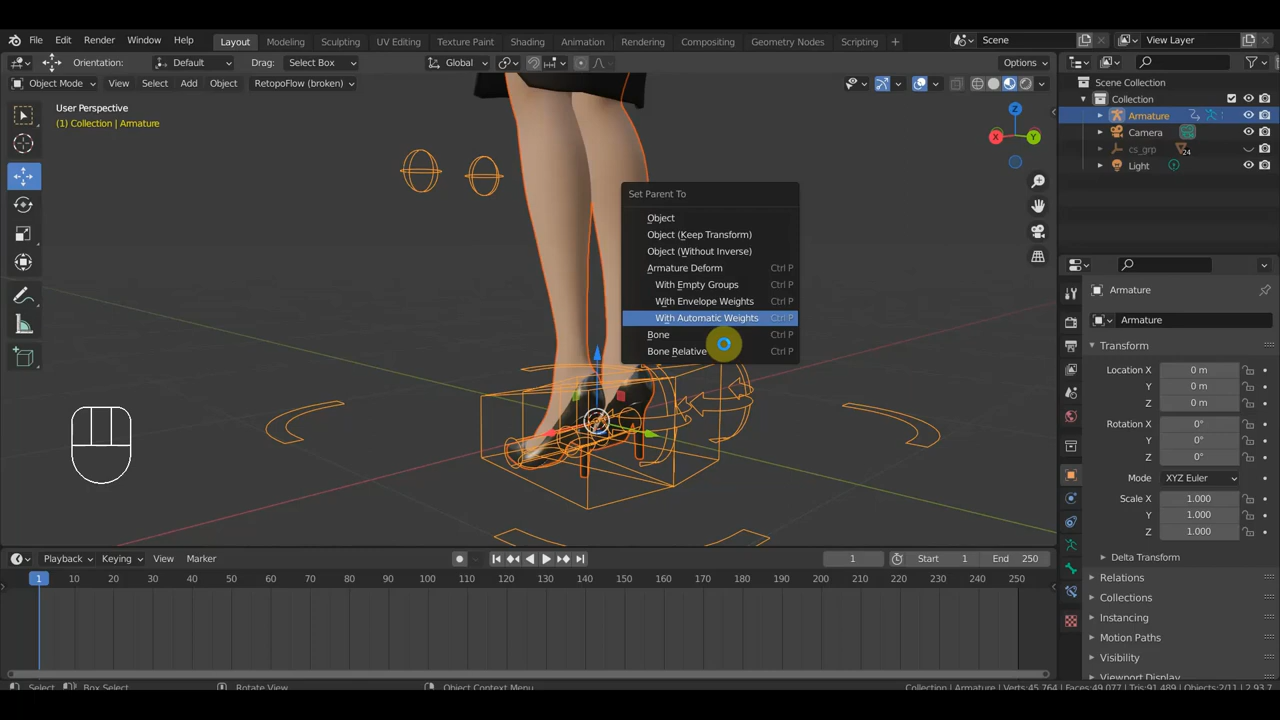 File Edit Render Window Help
Layout Modeling Sculpting UV Editing Texture Paint Shading Animation Rendering Compositing Geometry Nodes Scripting +
Scene
View Layer
Orientation: Default Drag: Select Box Global Options
Object Mode View Select Add Object RetopoFlow (broken)
User Perspective
(1) Collection | Armature
Z
X
Y
Set Parent To
Object
Object (Keep Transform)
Object (Without Inverse)
Armature Deform Ctrl P
With Empty Groups Ctrl P
With Envelope Weights Ctrl P
With Automatic Weights Ctrl P
Bone Ctrl P
Bone Relative Ctrl P
Scene Collection
Collection
Armature 1
Camera
cs_grp 24
Light
Armature
Armature
Transform
Location X 0 m
Y 0 m
Z 0 m
Rotation X 0°
Y 0°
Z 0°
Mode XYZ Euler
Scale X 1.000
Y 1.000
Z 1.000
Delta Transform
Relations
Collections
Instancing
Motion Paths
Visibility
Viewport Display
Playback Keying View Marker
1 Start 1 End 250
1 10 20 30 40 50 60 70 80 90 100 110 120 130 140 150 160 170 180 190 200 210 220 230 240 250
Select Box Select Rotate View Object Context Menu
Collection | Armature | Verts:45,764 | Faces:49,077 | Tris:91,489 | Objects:2/11 | 2.93.7